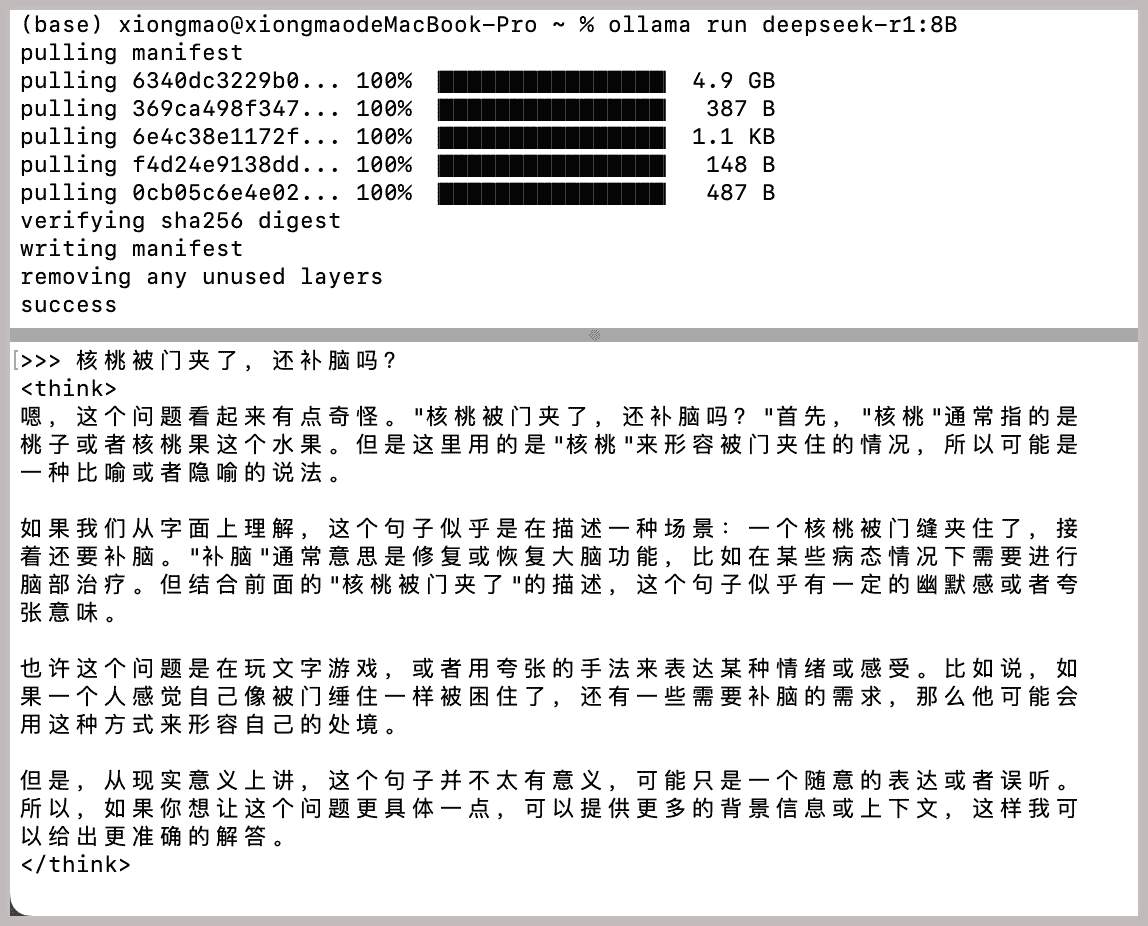 (base) xiongmao@xiongmaodeMacBook-Pro ~ % ollama run deepseek-r1:8B
pulling manifest
pulling 6340dc3229b0... 100% 4.9 GB
pulling 369ca498f347... 100% 387 B
pulling 6e4c38e1172f... 100% 1.1 KB
pulling f4d24e9138dd... 100% 148 B
pulling 0cb05c6e4e02... 100% 487 B
verifying sha256 digest
writing manifest
removing any unused layers
success
[>>> 核桃被门夹了，还补脑吗？
<think>
嗯，这个问题看起来有点奇怪。"核桃被门夹了，还补脑吗？"首先，"核桃"通常指的是
桃子或者核桃果这个水果。但是这里用的是"核桃"来形容被门夹住的情况，所以可能是
一种比喻或者隐喻的说法。
如果我们从字面上理解，这个句子似乎是在描述一种场景：一个核桃被门缝夹住了，接
着还要补脑。"补脑"通常意思是修复或恢复大脑功能，比如在某些病态情况下需要进行
脑部治疗。但结合前面的"核桃被门夹了"的描述，这个句子似乎有一定的幽默感或者夸
张意味。
也许这个问题是在玩文字游戏，或者用夸张的手法来表达某种情绪或感受。比如说，如
果一个人感觉自己像被门缍住一样被困住了，还有一些需要补脑的需求，那么他可能会
用这种方式来形容自己的处境。
但是，从现实意义上讲，这个句子并不太有意义，可能只是一个随意的表达或者误听。
所以，如果你想让这个问题更具体一点，可以提供更多的背景信息或上下文，这样我可
以给出更准确的解答。
</think>